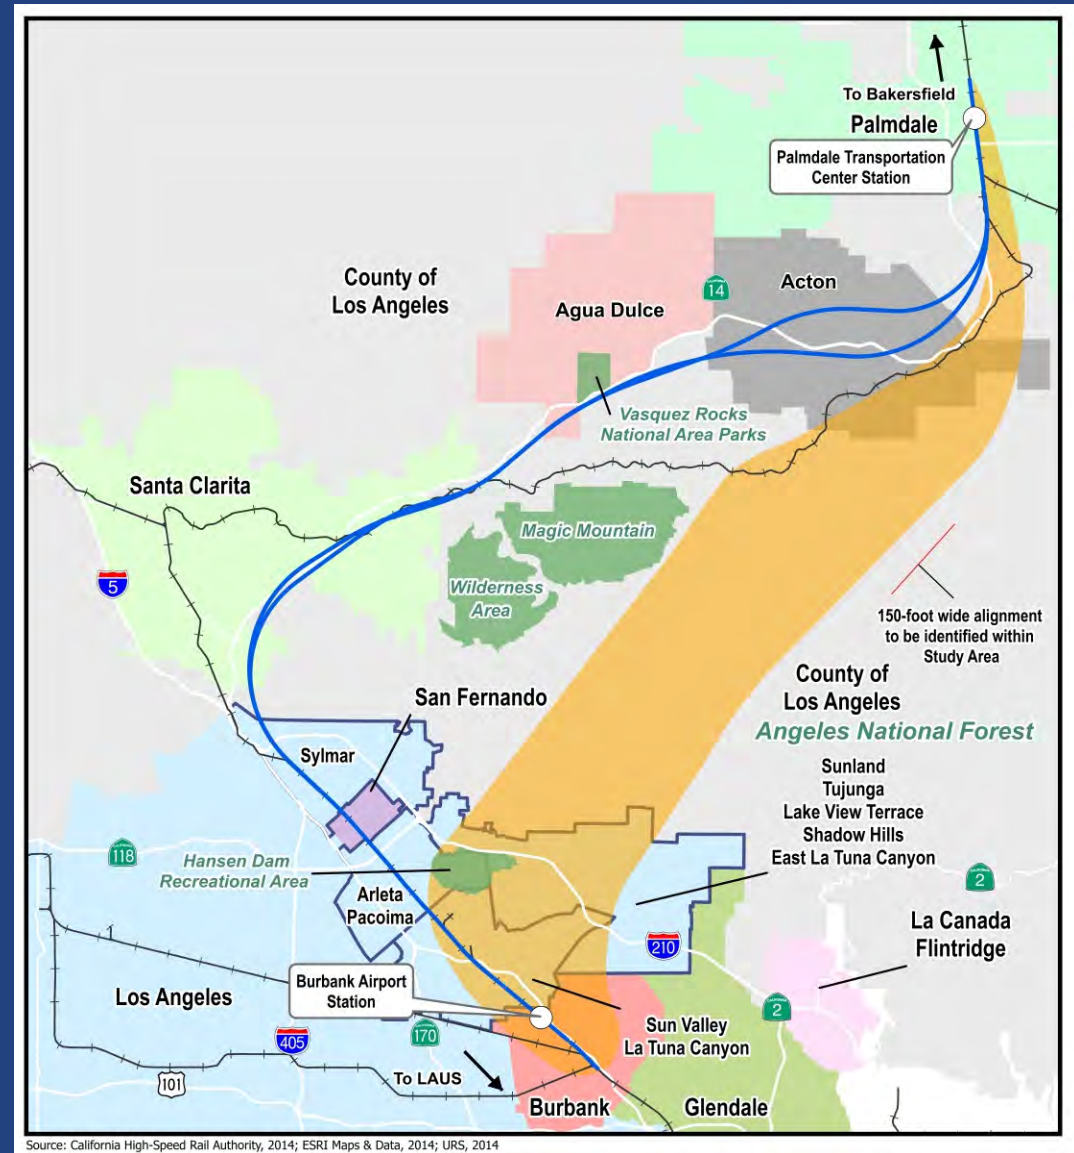 To Bakersfield
Palmdale
Palmdale Transportation
Center Station
County of
Los Angeles
CALIFORNIA
14
Acton
Agua Dulce
Vasquez Rocks
National Area Parks
Santa Clarita
Magic Mountain
Wilderness
Area
5
150-foot wide alignment
to be identified within
Study Area
County of
Los Angeles
Angeles National Forest
San Fernando
Sylmar
Sunland
Tujunga
Lake View Terrace
Shadow Hills
East La Tuna Canyon
118
Hansen Dam
Recreational Area
2
Arleta
Pacoima
La Canada
Flintridge
210
Burbank Airport
Station
Los Angeles
2
Sun Valley
La Tuna Canyon
405
170
101
To LAUS
Burbank
Glendale
Source: California High-Speed Rail Authority, 2014; ESRI Maps & Data, 2014; URS, 2014